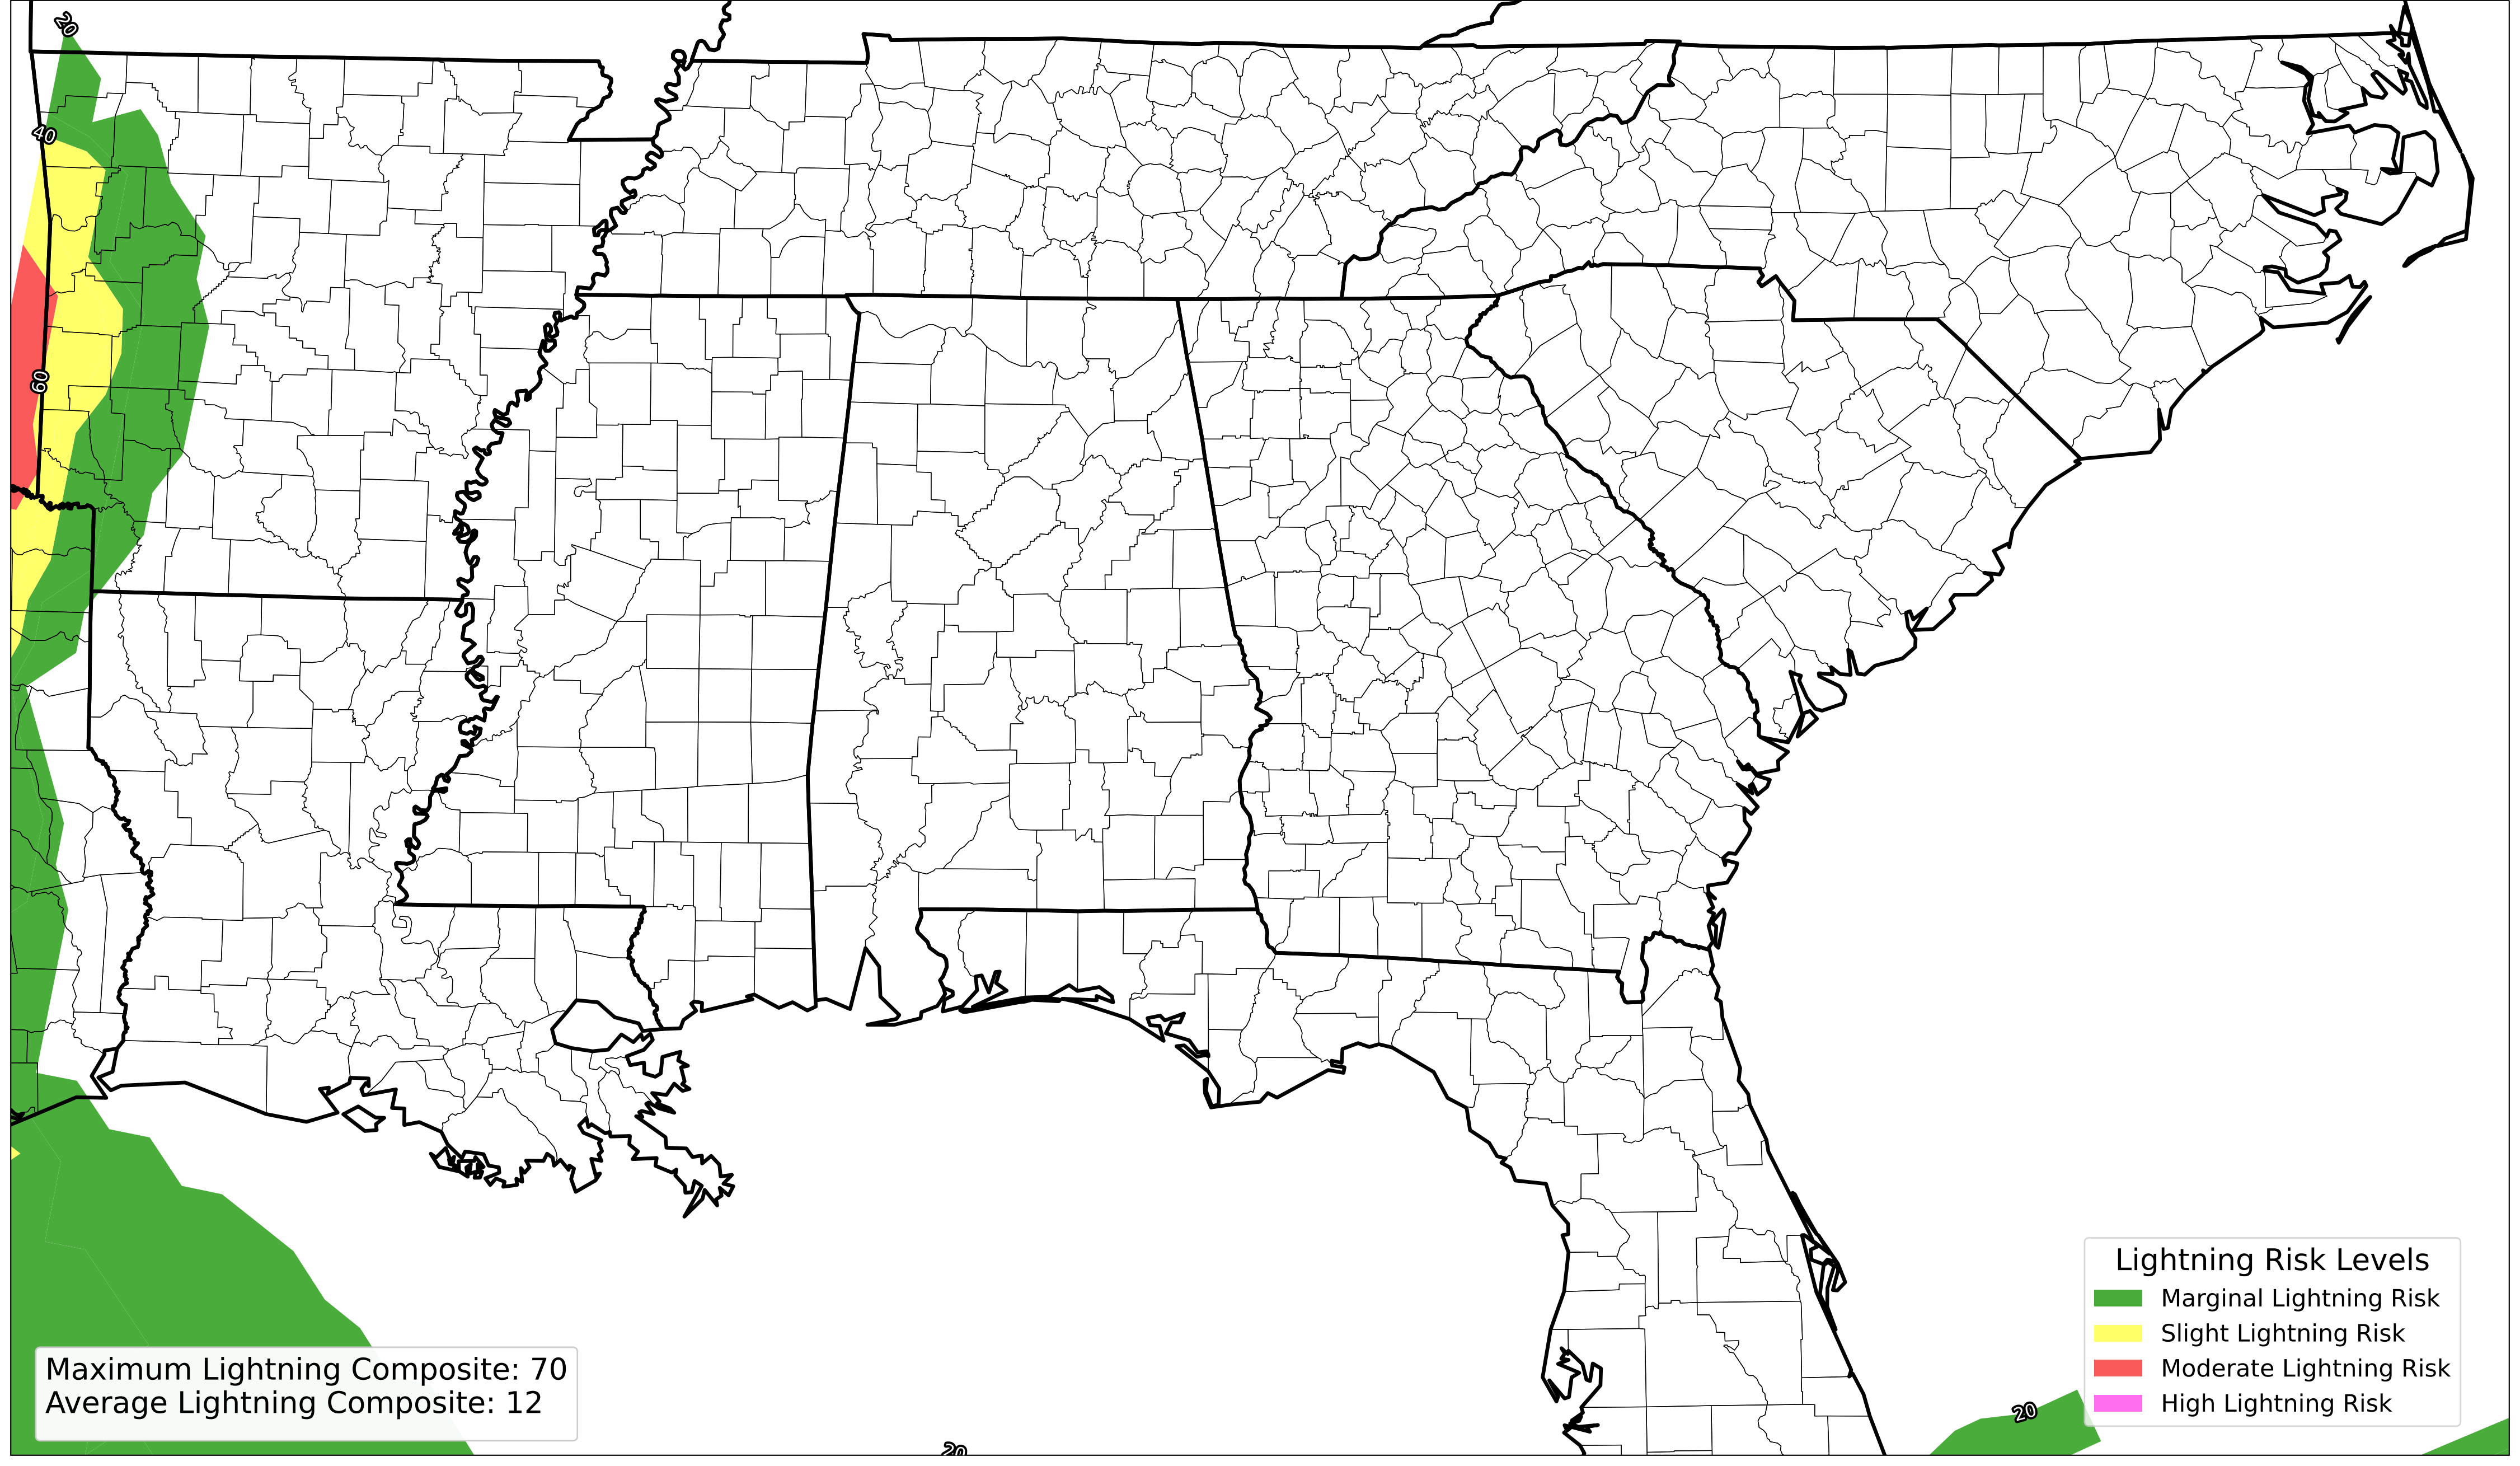 20
40
60
Maximum Lightning Composite: 70
Average Lightning Composite: 12
20
20
Lightning Risk Levels
Marginal Lightning Risk
Slight Lightning Risk
Moderate Lightning Risk
High Lightning Risk